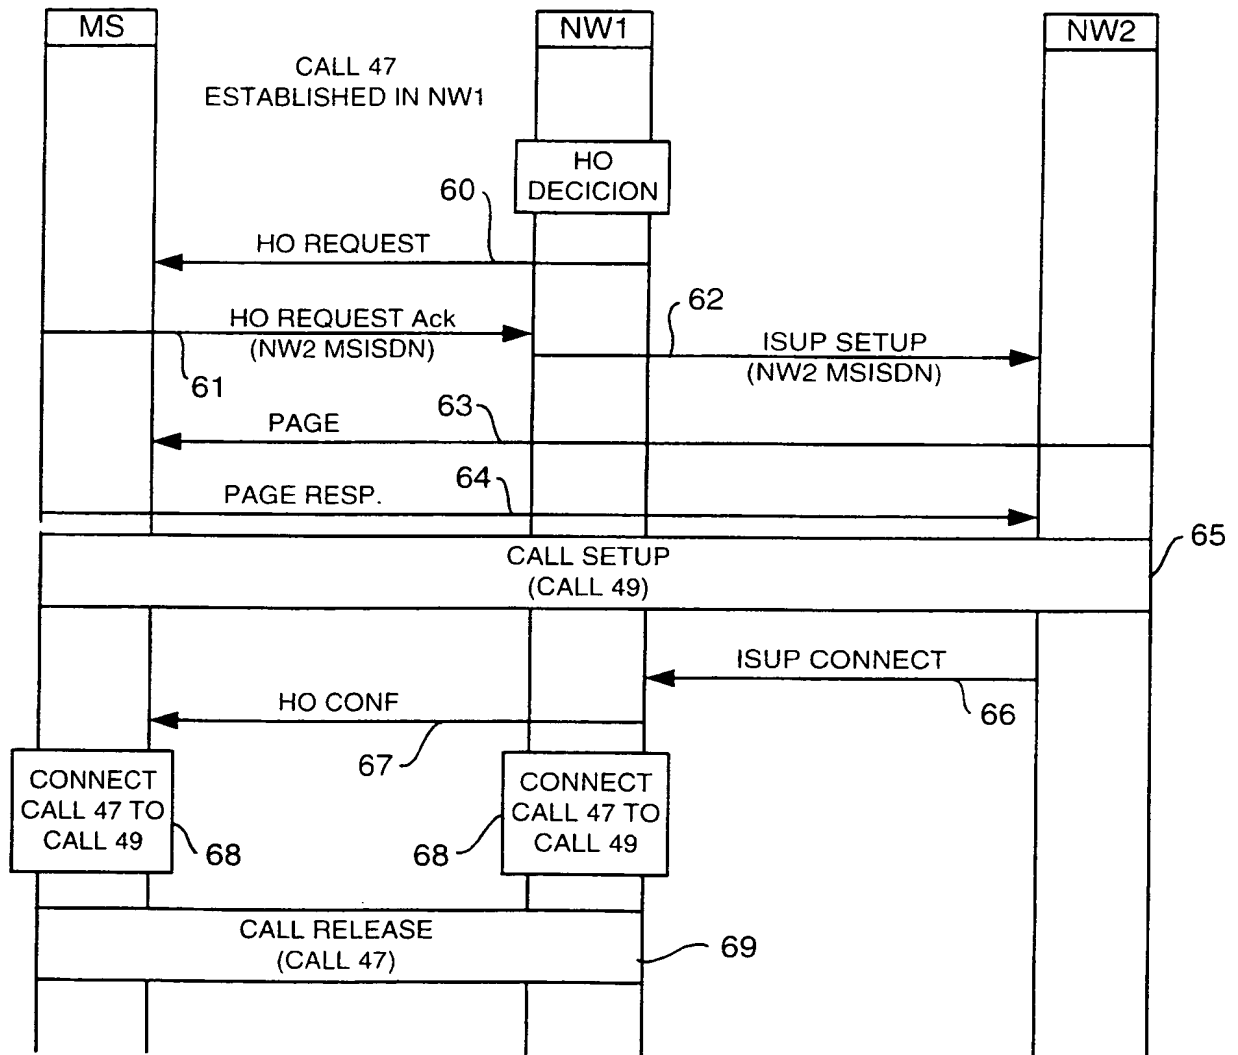 MS
NW1
NW2
CALL 47
ESTABLISHED IN NW1
HO
DECICION
60
HO REQUEST
62
HO REQUEST Ack
(NW2 MSISDN)
61
ISUP SETUP
(NW2 MSISDN)
63
PAGE
64
PAGE RESP.
65
CALL SETUP
(CALL 49)
ISUP CONNECT
66
HO CONF
67
CONNECT
CALL 47 TO
CALL 49
68
CONNECT
CALL 47 TO
CALL 49
68
CALL RELEASE
(CALL 47)
69